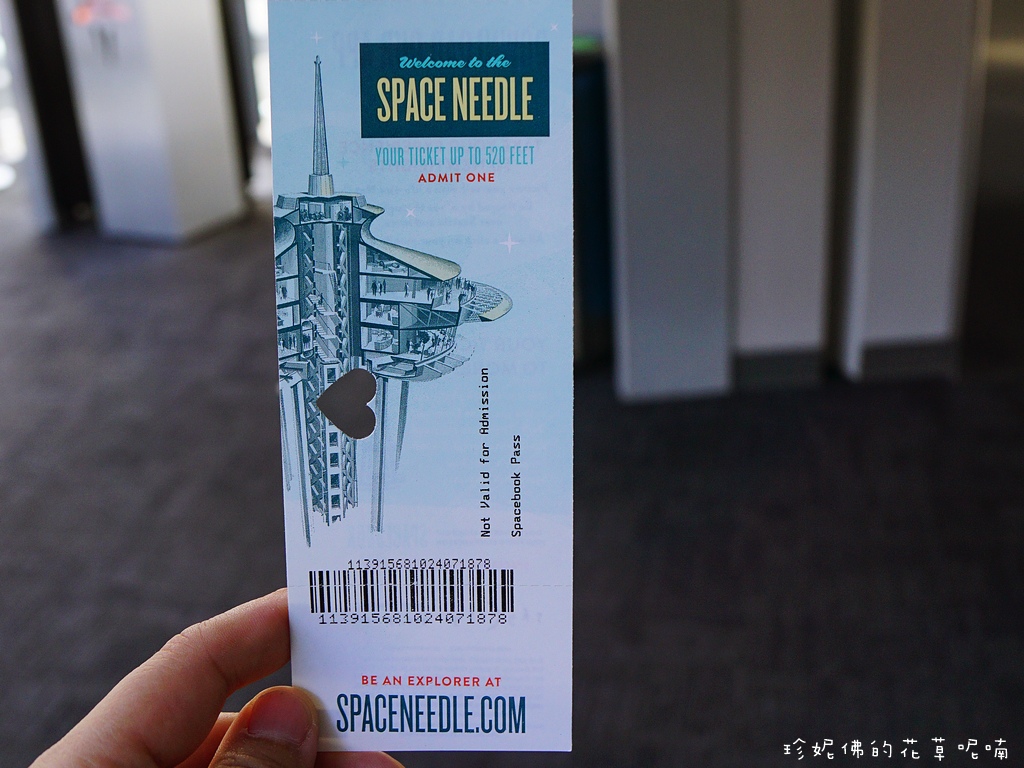 Welcome to the
SPACE NEEDLE
YOUR TICKET UP TO 520 FEET
ADMIT ONE
Not Valid for Admission
Spacebook Pass
113915681024071878
113915681024071878
BE AN EXPLORER AT
SPACENEEDLE.COM
珍妮佛的花草呢喃